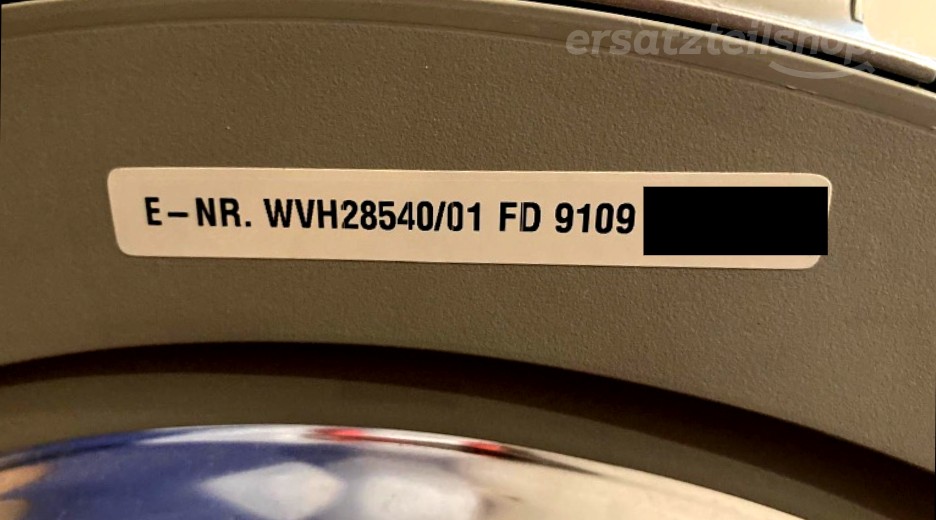 ersatzteilshop
E-NR. WVH28540/01 FD 9109